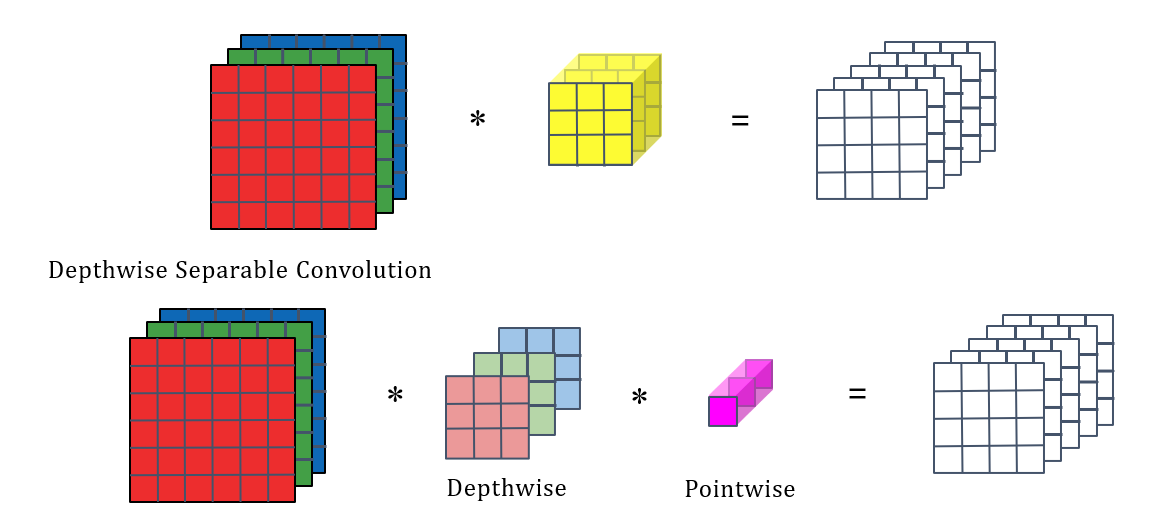 * =
Depthwise Separable Convolution
* * =
Depthwise Pointwise